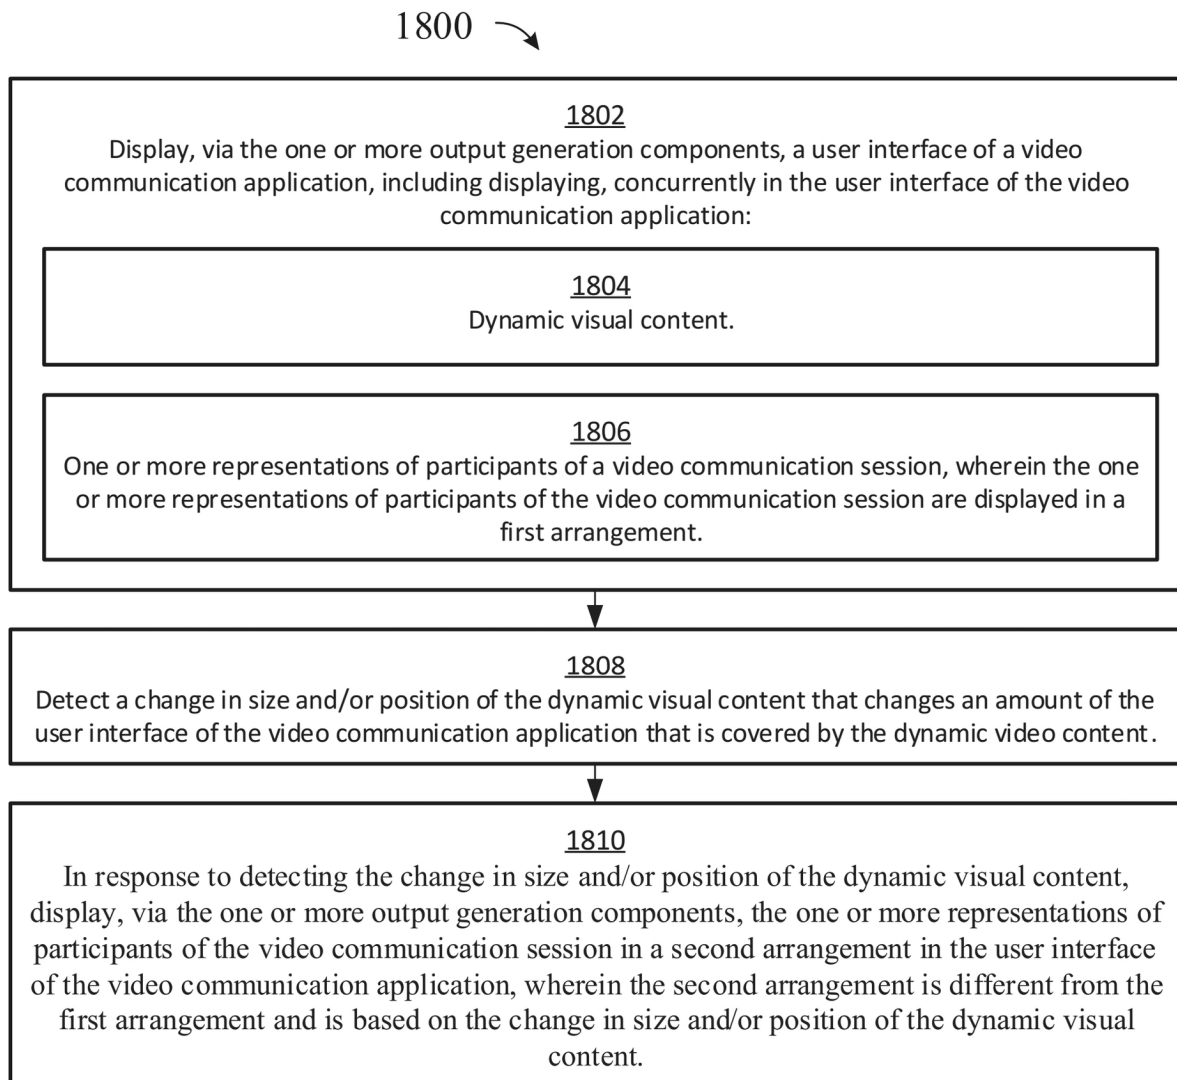 1800
1802
Display, via the one or more output generation components, a user interface of a video
communication application, including displaying, concurrently in the user interface of the video
communication application:
1804
Dynamic visual content.
1806
One or more representations of participants of a video communication session, wherein the one
or more representations of participants of the video communication session are displayed in a
first arrangement.
1808
Detect a change in size and/or position of the dynamic visual content that changes an amount of the
user interface of the video communication application that is covered by the dynamic video content.
1810
In response to detecting the change in size and/or position of the dynamic visual content,
display, via the one or more output generation components, the one or more representations of
participants of the video communication session in a second arrangement in the user interface
of the video communication application, wherein the second arrangement is different from the
first arrangement and is based on the change in size and/or position of the dynamic visual
content.